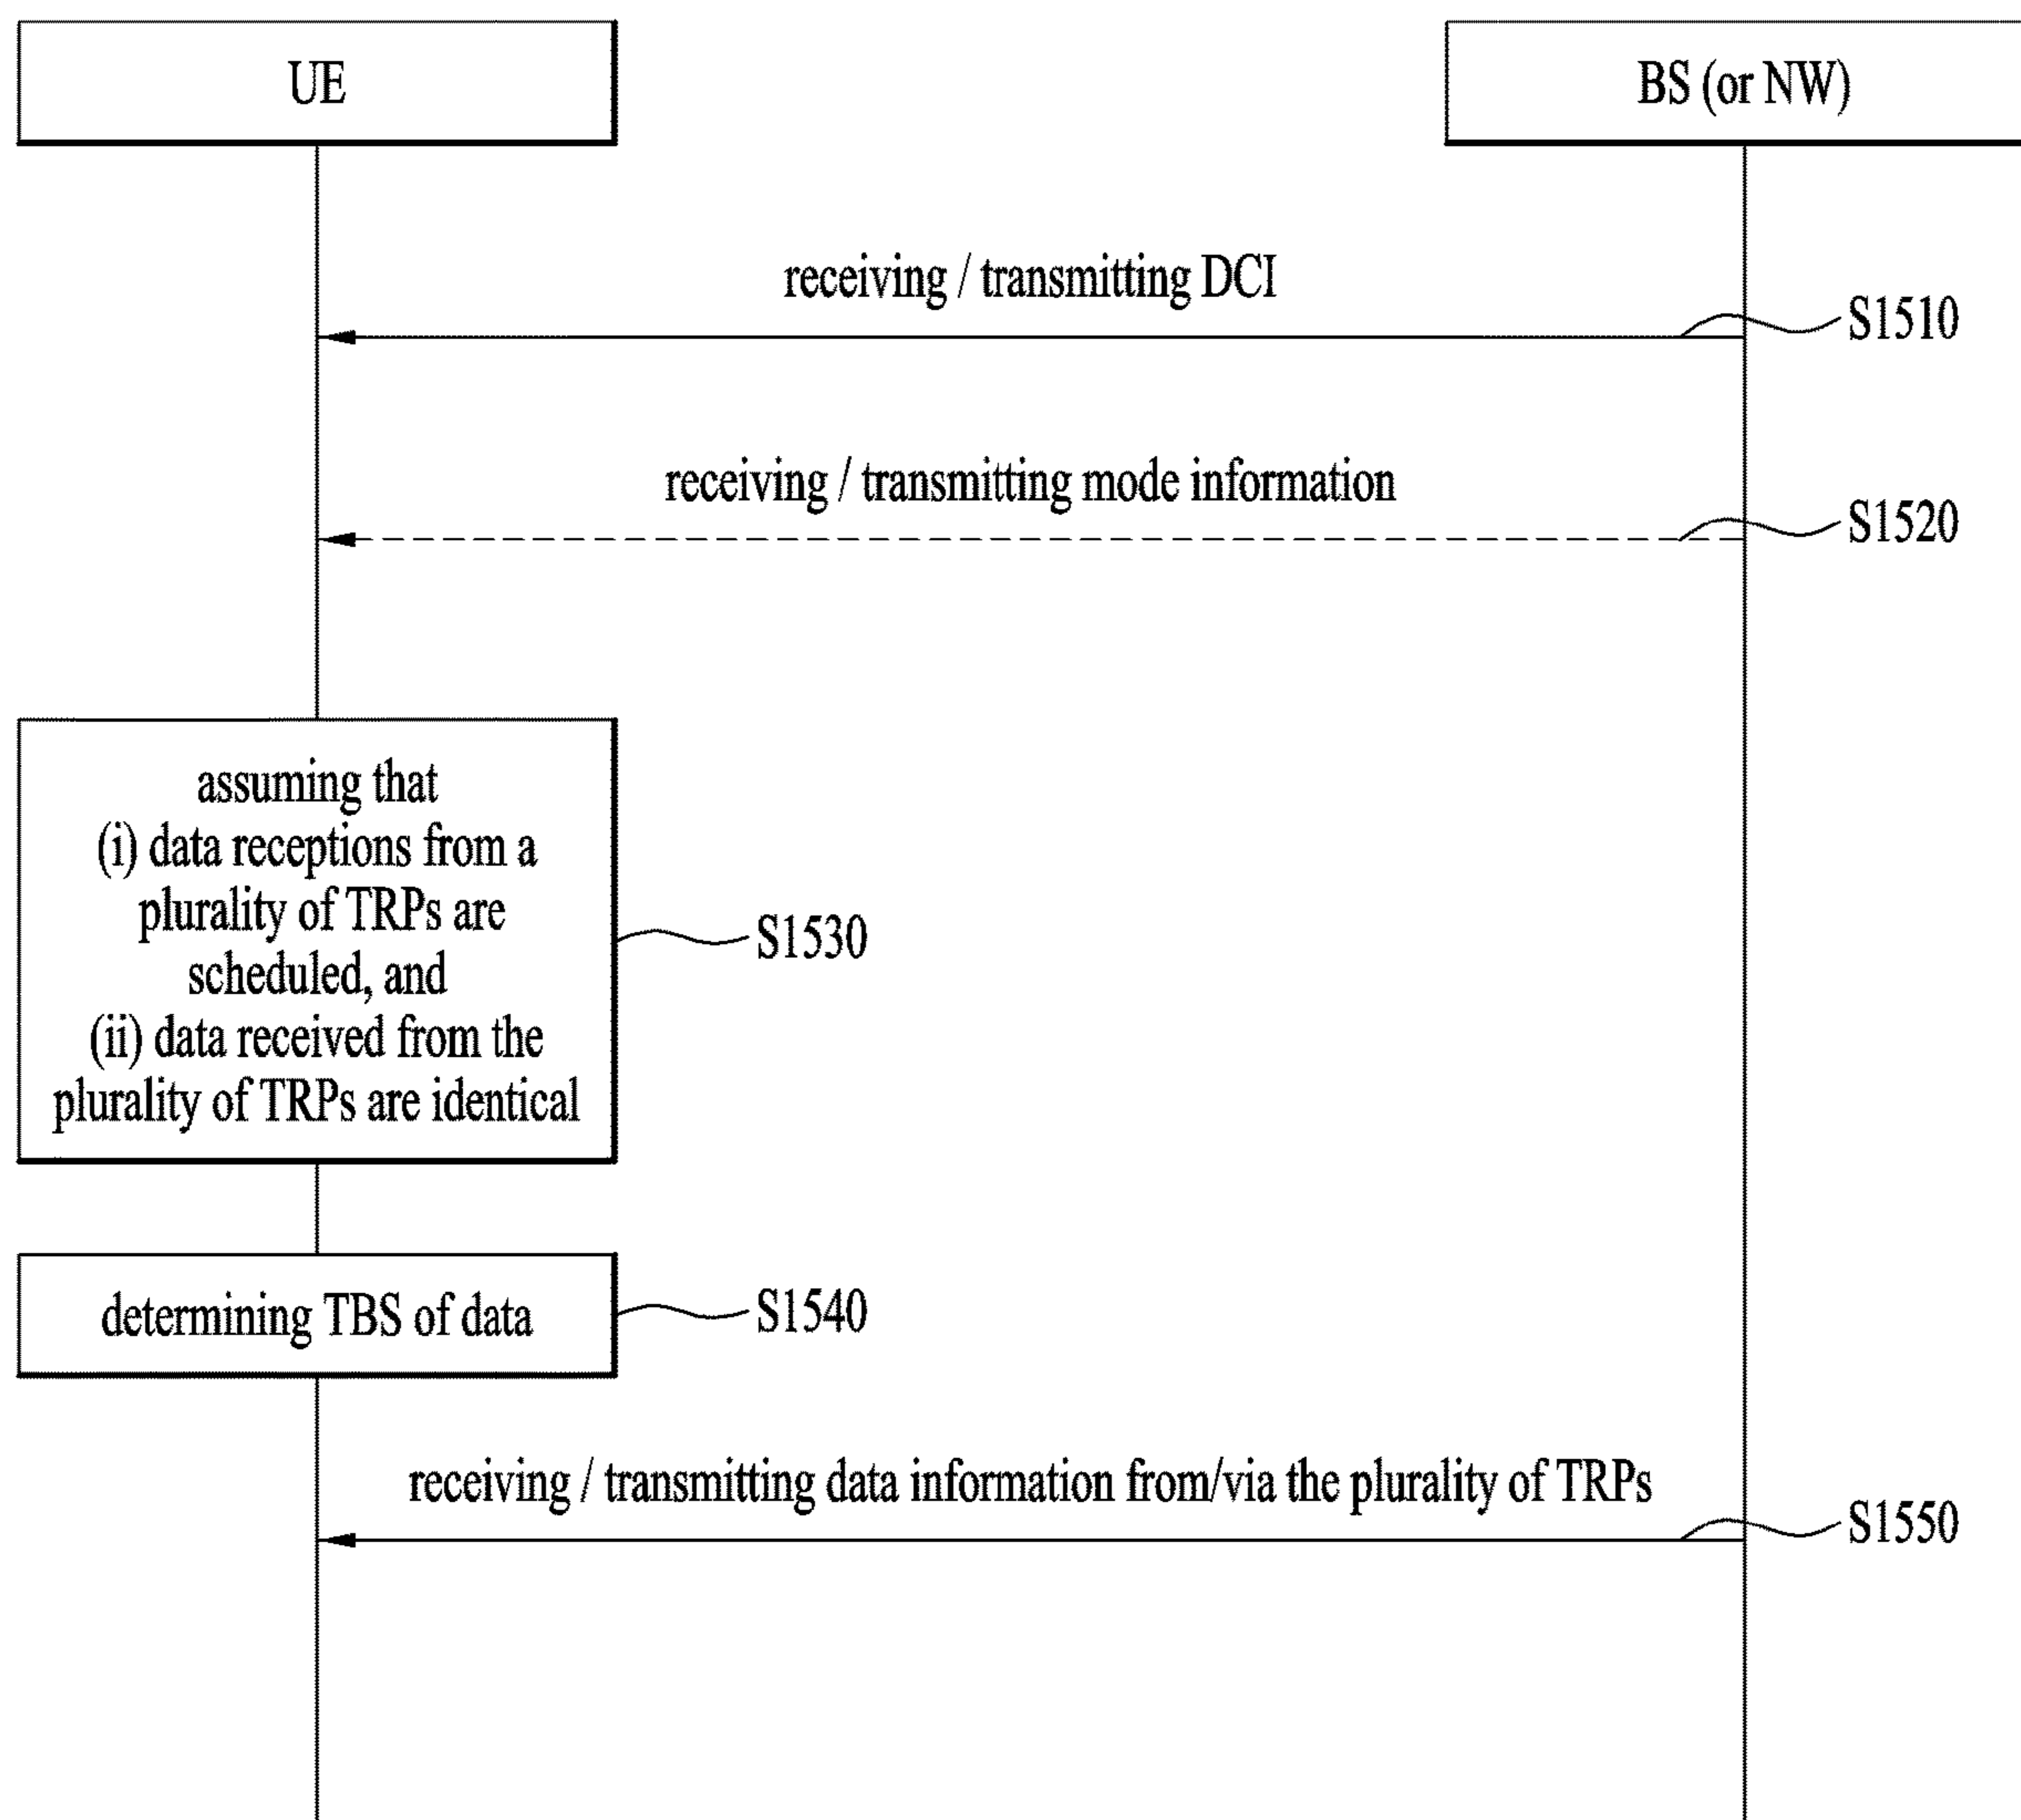 UE
BS (or NW)
receiving / transmitting DCI
S1510
receiving / transmitting mode information
S1520
assuming that
(i) data receptions from a
plurality of TRPs are
scheduled, and
(ii) data received from the
plurality of TRPs are identical
S1530
determining TBS of data
S1540
receiving / transmitting data information from/via the plurality of TRPs
S1550